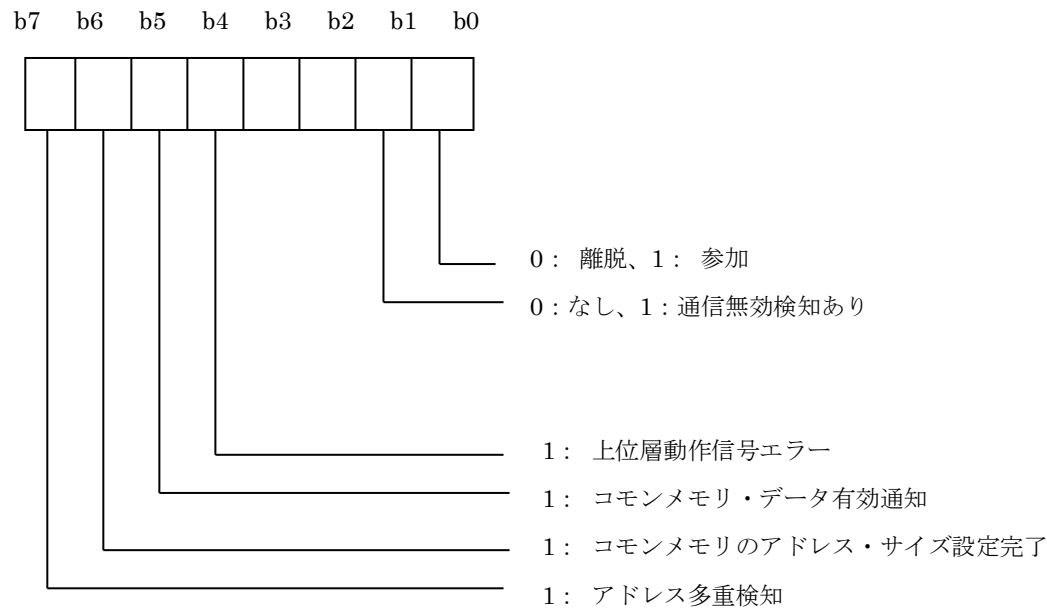 b7 b6 b5 b4 b3 b2 b1 b0
0： 離脱、1： 参加
0：なし、1：通信無効検知あり
1： 上位層動作信号エラー
1： コモンメモリ・データ有効通知
1： コモンメモリのアドレス・サイズ設定完了
1： アドレス多重検知